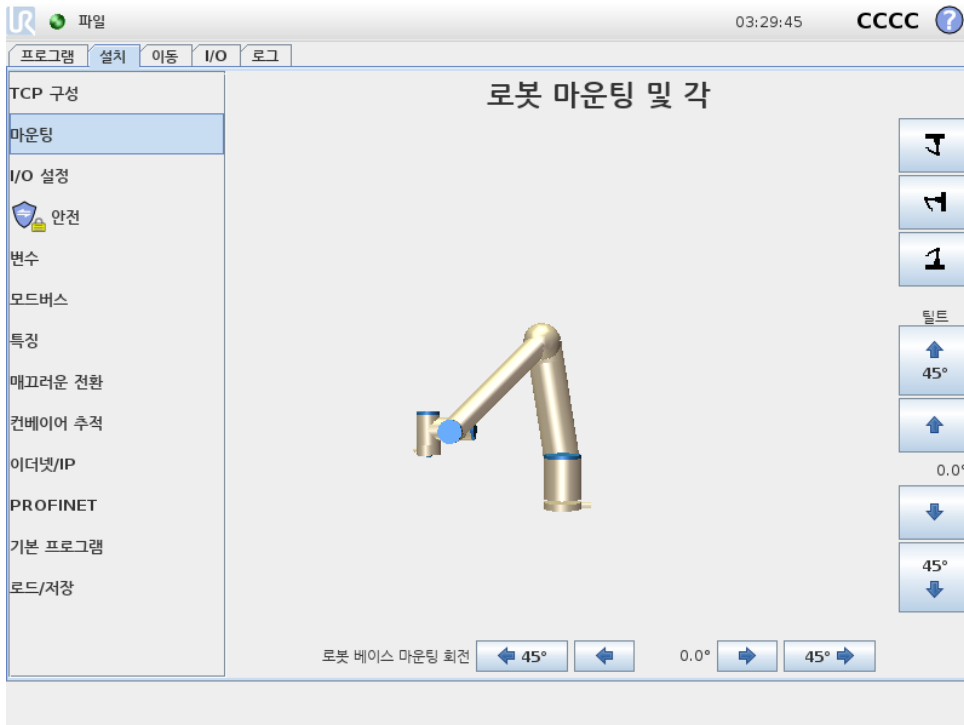 UR 파일 03:29:45 CCCC ?
프로그램 설치 이동 I/O 로그
TCP 구성
마운팅
I/O 설정
안전
변수
모드버스
특징
매끄러운 전환
컨베이어 추적
이더넷/IP
PROFINET
기본 프로그램
로드/저장
로봇 마운팅 및 각
틸트
45°
0.0°
45°
로봇 베이스 마운팅 회전 45° 0.0° 45°